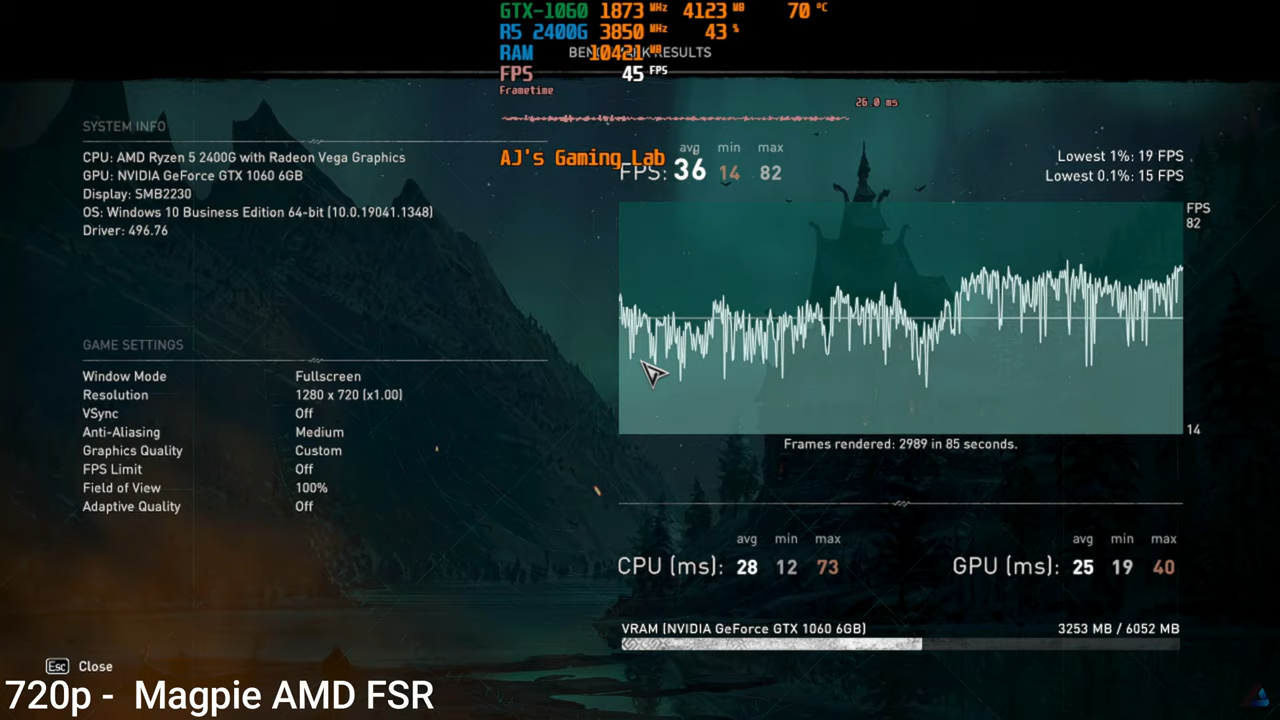 GTX-1060 1873 MHz 4123 MB 70 °C
R5 2400G 3850 MHz 43 %
RAM 10421 MB
RESULTS
FPS 45 FPS
Frametime
26.0 ms
SYSTEM INFO
CPU: AMD Ryzen 5 2400G with Radeon Vega Graphics
GPU: NVIDIA GeForce GTX 1060 6GB
Display: SMB2230
OS: Windows 10 Business Edition 64-bit (10.0.19041.1348)
Driver: 496.76
AJ's Gaming Lab
avg min max
FPS: 36 14 82
Lowest 1%: 19 FPS
Lowest 0.1%: 15 FPS
FPS
82
14
Frames rendered: 2989 in 85 seconds.
GAME SETTINGS
Window Mode Fullscreen
Resolution 1280 x 720 (x1.00)
VSync Off
Anti-Aliasing Medium
Graphics Quality Custom
FPS Limit Off
Field of View 100%
Adaptive Quality Off
avg min max
CPU (ms): 28 12 73
avg min max
GPU (ms): 25 19 40
VRAM (NVIDIA GeForce GTX 1060 6GB) 3253 MB / 6052 MB
Esc Close
720p - Magpie AMD FSR